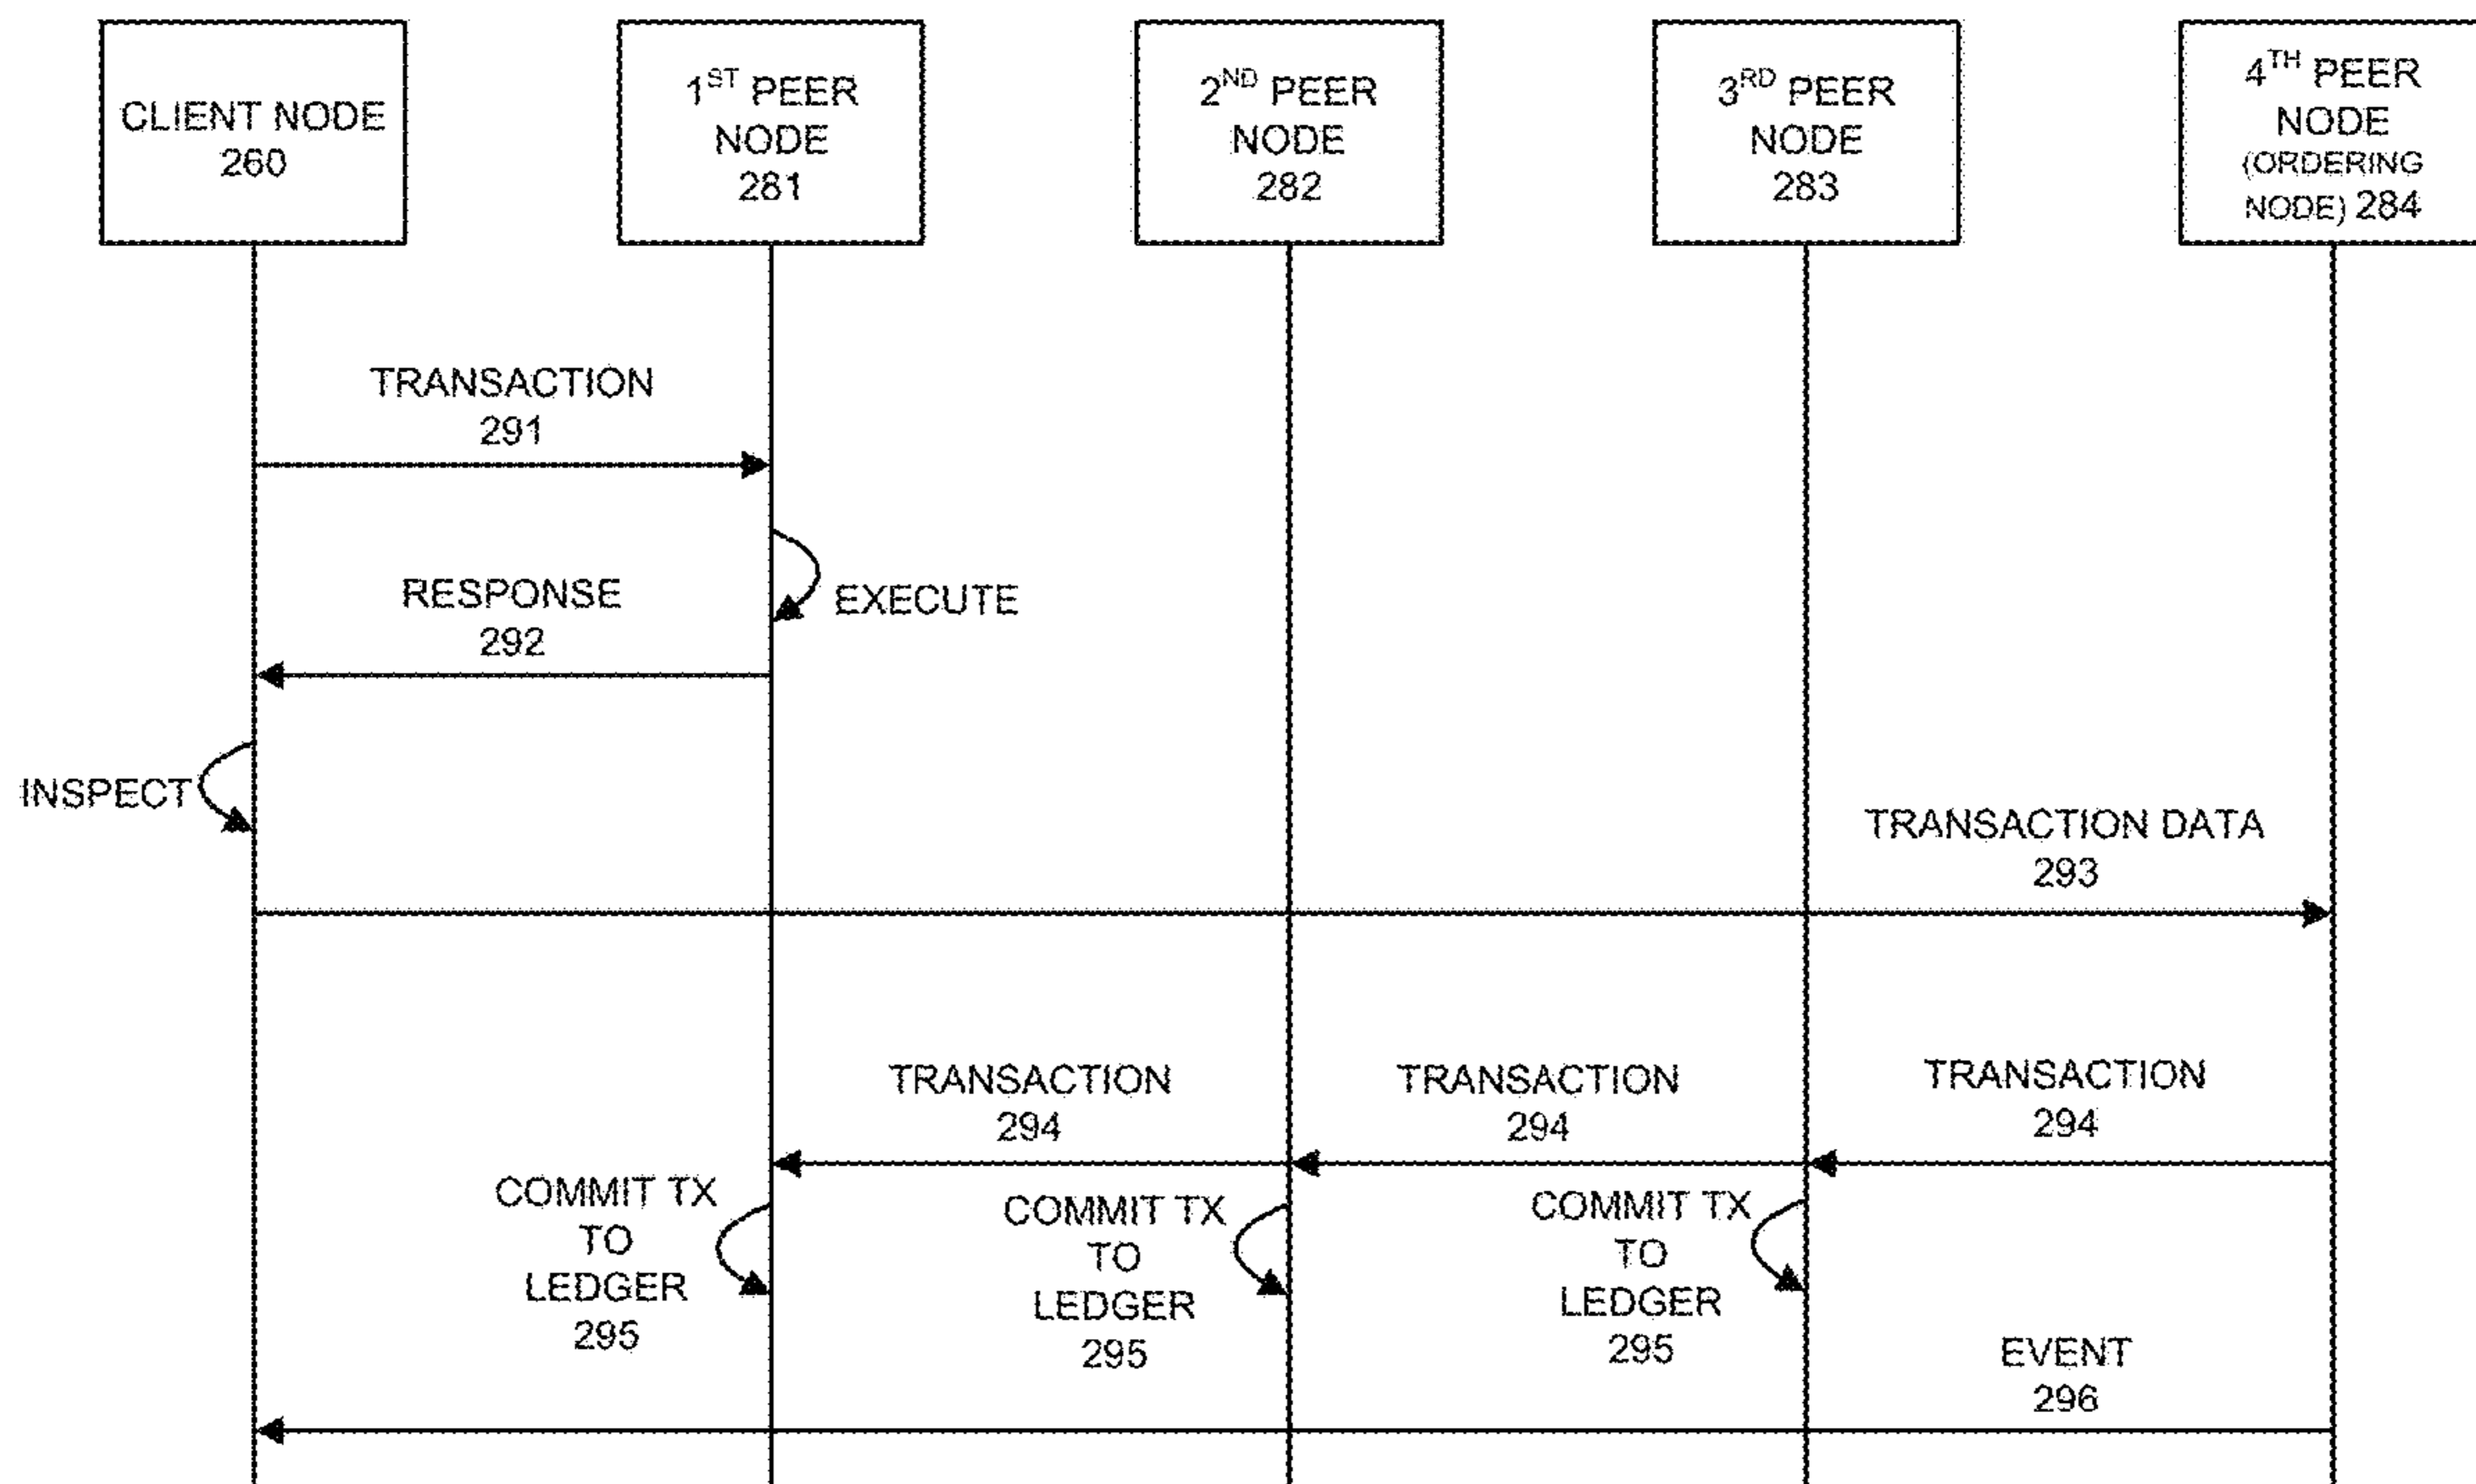 CLIENT NODE
260
1ST PEER
NODE
281
2ND PEER
NODE
282
3RD PEER
NODE
283
4TH PEER
NODE
(ORDERING
NODE) 284
TRANSACTION
291
EXECUTE
RESPONSE
292
INSPECT
TRANSACTION DATA
293
TRANSACTION
294
TRANSACTION
294
TRANSACTION
294
COMMIT TX
TO
LEDGER
295
COMMIT TX
TO
LEDGER
295
COMMIT TX
TO
LEDGER
295
EVENT
296